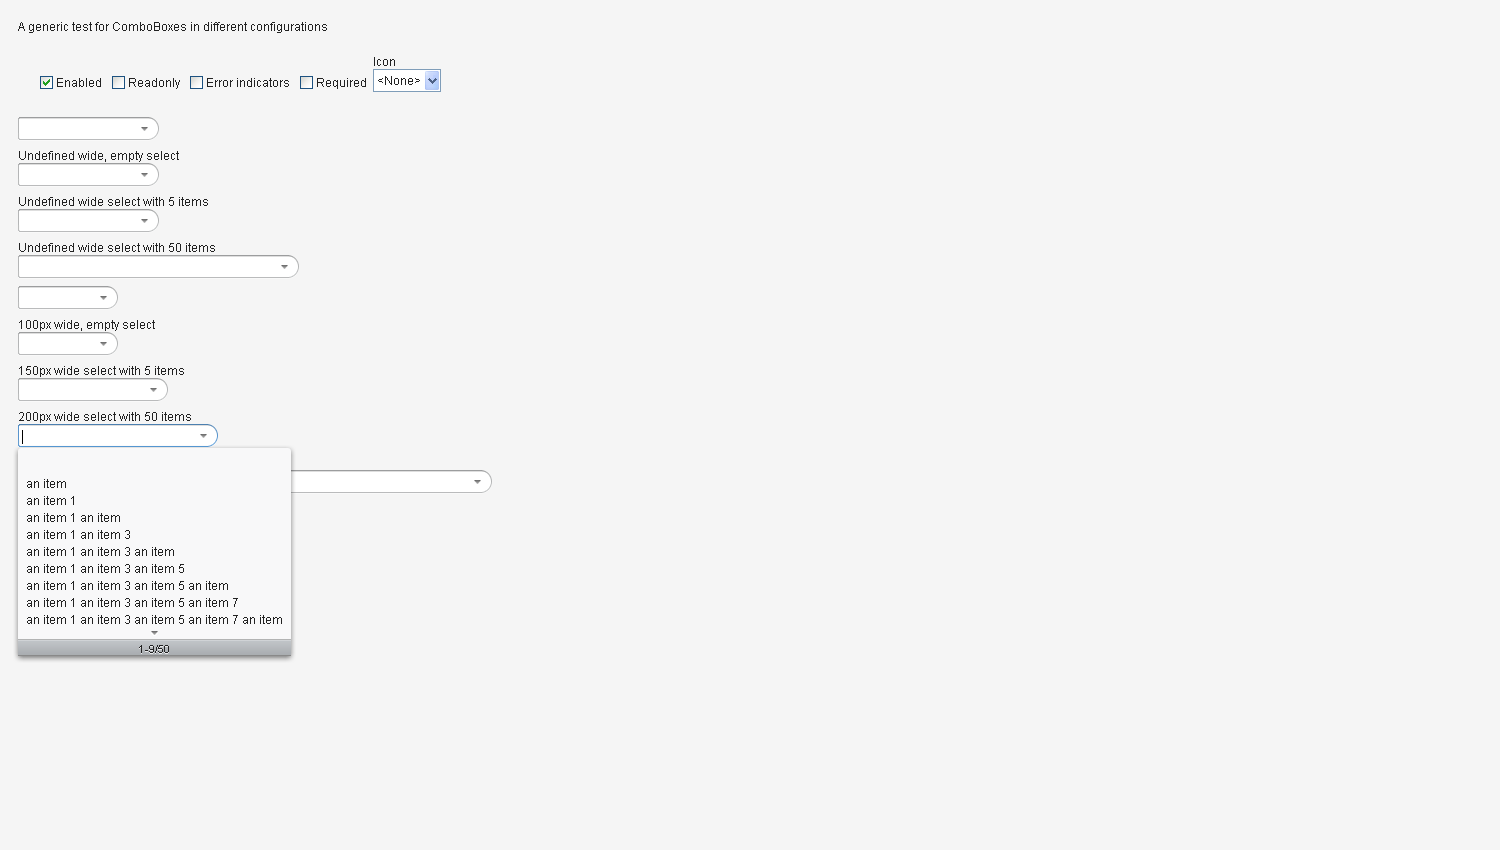 A generic test for ComboBoxes in different configurations
Icon
Enabled Readonly Error indicators Required <None>
Undefined wide, empty select
Undefined wide select with 5 items
Undefined wide select with 50 items
100px wide, empty select
150px wide select with 5 items
200px wide select with 50 items
an item
an item 1
an item 1 an item
an item 1 an item 3
an item 1 an item 3 an item
an item 1 an item 3 an item 5
an item 1 an item 3 an item 5 an item
an item 1 an item 3 an item 5 an item 7
an item 1 an item 3 an item 5 an item 7 an item
1-9/50